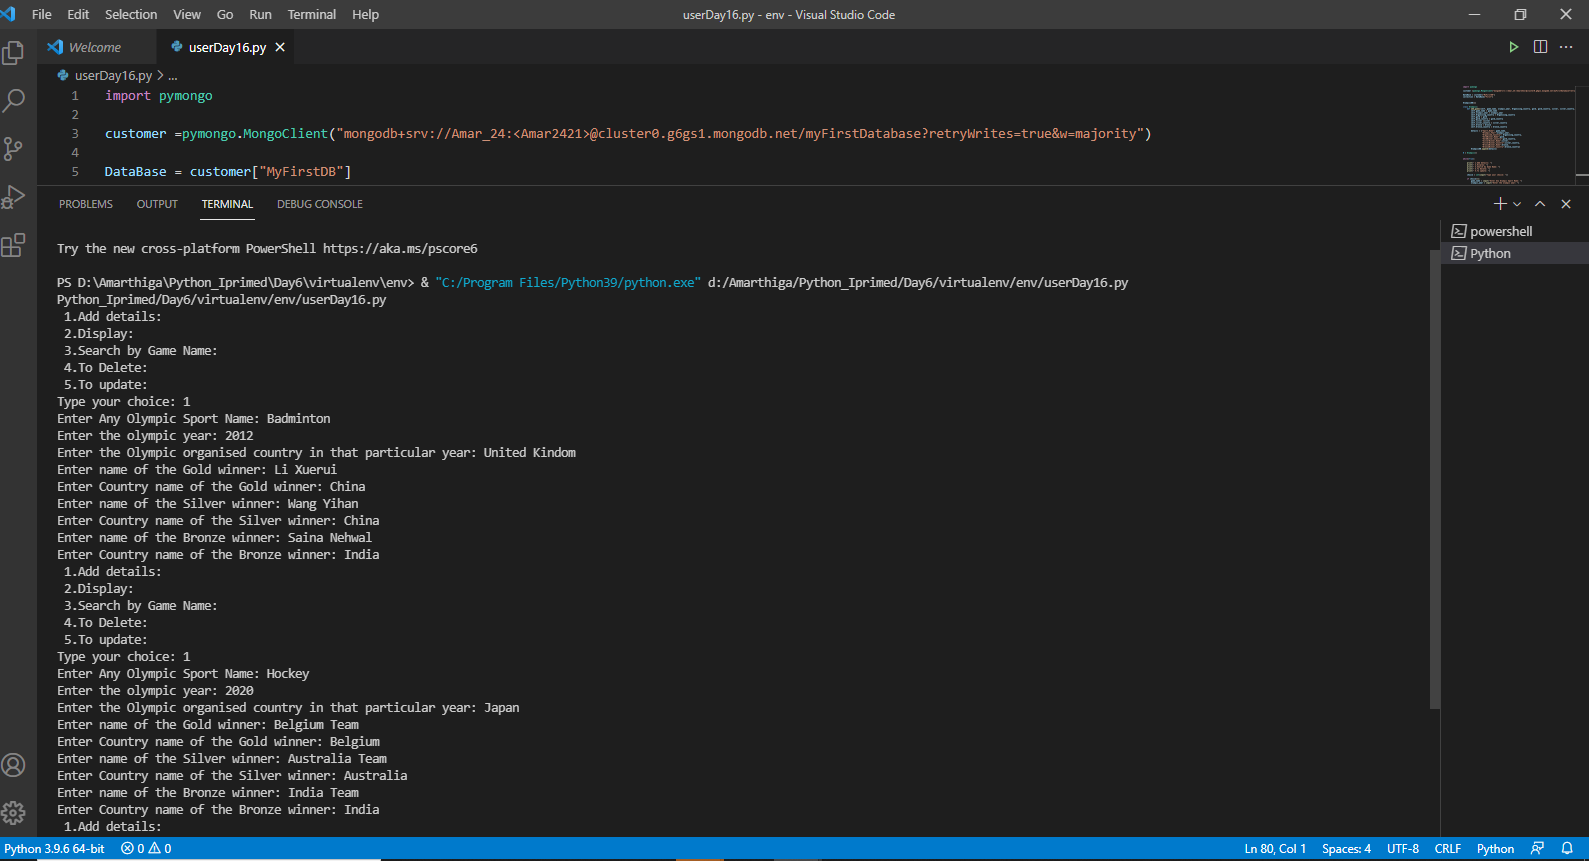 File Edit Selection View Go Run Terminal Help userDay16.py - env - Visual Studio Code
Welcome userDay16.py
userDay16.py > ...
1 import pymongo
2
3 customer =pymongo.MongoClient("mongodb+srv://Amar_24:<Amar2421>@cluster0.g6gs1.mongodb.net/myFirstDatabase?retryWrites=true&w=majority")
4
5 DataBase = customer["MyFirstDB"]
PROBLEMS OUTPUT TERMINAL DEBUG CONSOLE
powershell
Python
Try the new cross-platform PowerShell https://aka.ms/pscore6
PS D:\Amarthiga\Python_Iprimed\Day6\virtualenv\env> & "C:/Program Files/Python39/python.exe" d:/Amarthiga/Python_Iprimed/Day6/virtualenv/env/userDay16.py
Python_Iprimed/Day6/virtualenv/env/userDay16.py
1.Add details:
2.Display:
3.Search by Game Name:
4.To Delete:
5.To update:
Type your choice: 1
Enter Any Olympic Sport Name: Badminton
Enter the olympic year: 2012
Enter the Olympic organised country in that particular year: United Kindom
Enter name of the Gold winner: Li Xuerui
Enter Country name of the Gold winner: China
Enter name of the Silver winner: Wang Yihan
Enter Country name of the Silver winner: China
Enter name of the Bronze winner: Saina Nehwal
Enter Country name of the Bronze winner: India
1.Add details:
2.Display:
3.Search by Game Name:
4.To Delete:
5.To update:
Type your choice: 1
Enter Any Olympic Sport Name: Hockey
Enter the olympic year: 2020
Enter the Olympic organised country in that particular year: Japan
Enter name of the Gold winner: Belgium Team
Enter Country name of the Gold winner: Belgium
Enter name of the Silver winner: Australia Team
Enter Country name of the Silver winner: Australia
Enter name of the Bronze winner: India Team
Enter Country name of the Bronze winner: India
1.Add details:
Python 3.9.6 64-bit 0 0 Ln 80, Col 1 Spaces: 4 UTF-8 CRLF Python